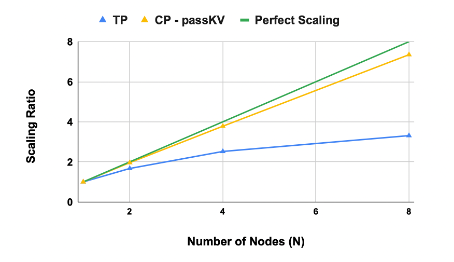 TP CP - passKV Perfect Scaling
8
6
4
2
0
Scaling Ratio
2 4 6 8
Number of Nodes (N)